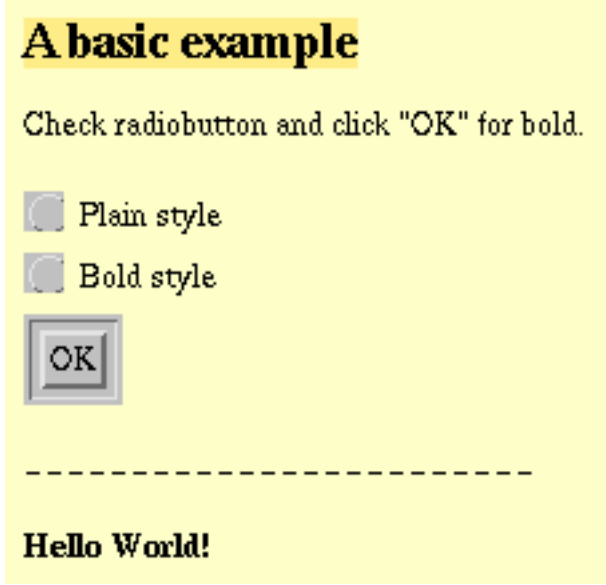 A basic example
Check radiobutton and click "OK" for bold.
Plain style
Bold style
OK
------------------------
Hello World!